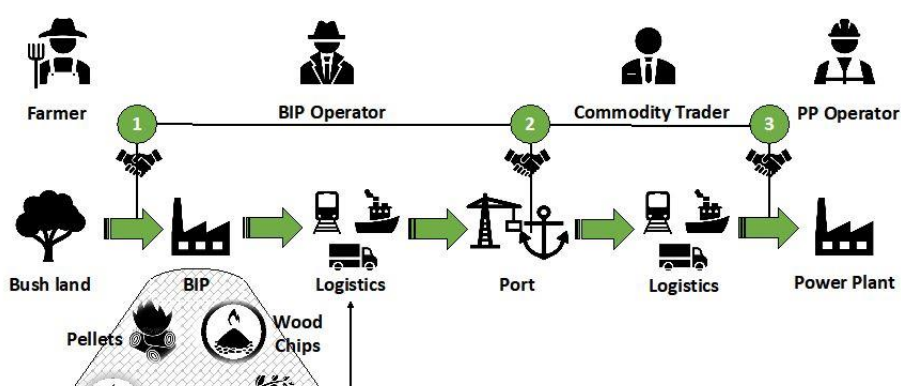 Farmer
BIP Operator
Commodity Trader
PP Operator
1
2
3
Bush land
BIP
Logistics
Port
Logistics
Power Plant
Pellets
Wood
Chips